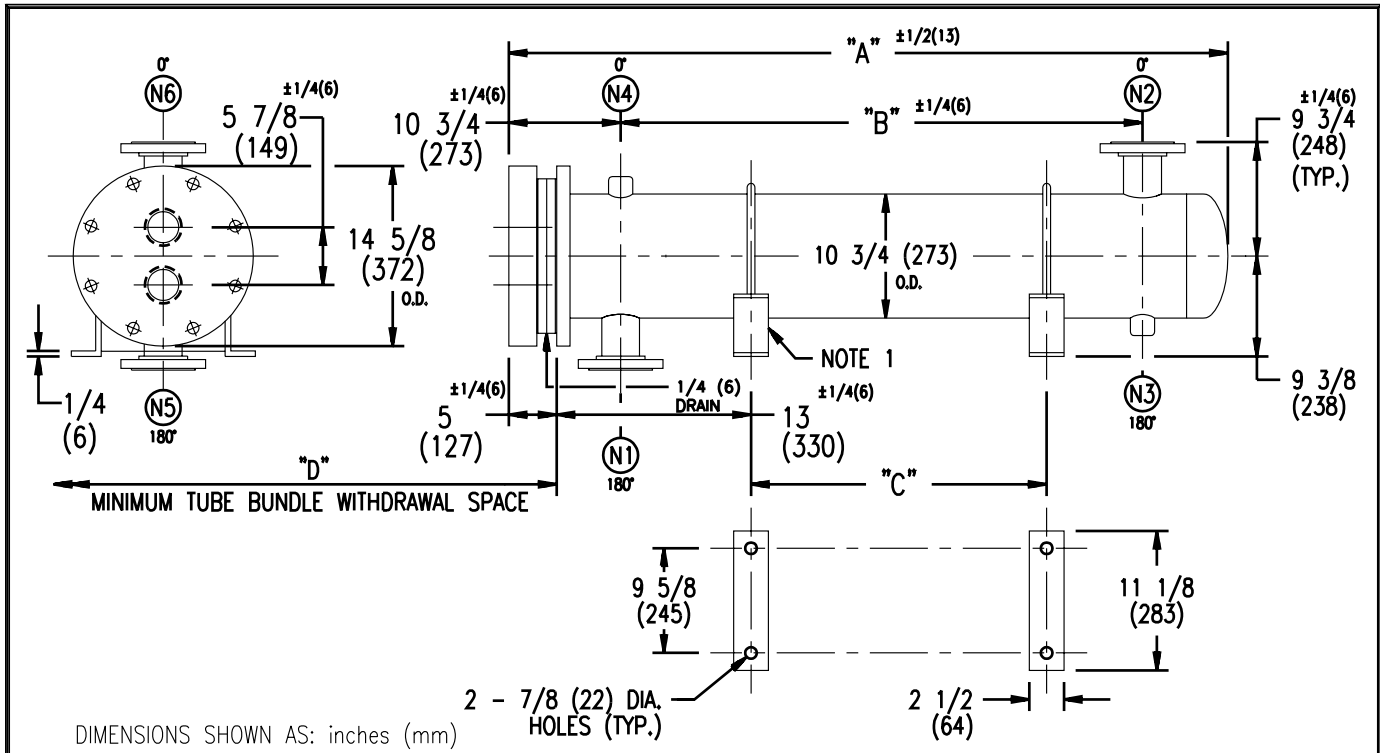 "A" ±1/2(13)
0°
N6
±1/4(6)
5 7/8
(149)
±1/4(6)
10 3/4
(273)
0°
N4
"B" ±1/4(6)
0°
N2
±1/4(6)
9 3/4
(248)
(TYP.)
14 5/8
(372)
O.D.
10 3/4 (273)
O.D.
NOTE 1
1/4
(6)
N5
180°
±1/4(6)
5
(127)
1/4 (6)
DRAIN
±1/4(6)
13
(330)
N1
180°
N3
180°
9 3/8
(238)
"D"
MINIMUM TUBE BUNDLE WITHDRAWAL SPACE
"C"
9 5/8
(245)
11 1/8
(283)
2 - 7/8 (22) DIA.
HOLES (TYP.)
2 1/2
(64)
DIMENSIONS SHOWN AS: inches (mm)